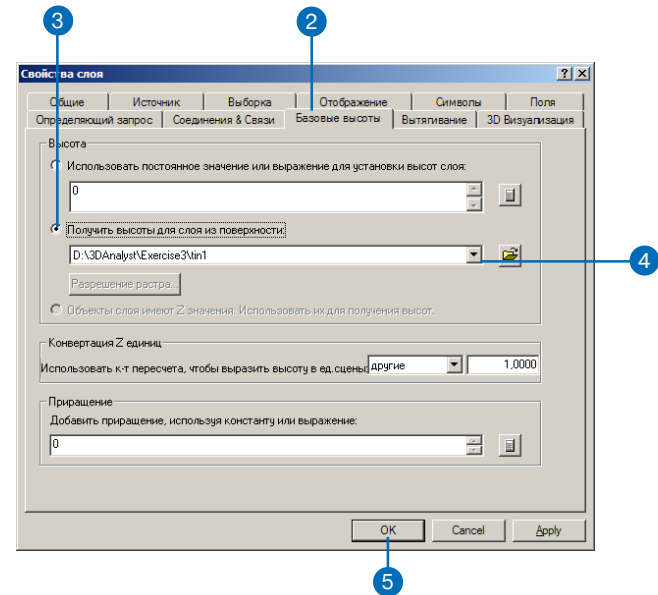 3
2
Свойства слоя
Общие
Источник
Выборка
Отображение
Символы
Поля
Определяющий запрос
Соединения & Связи
Базовые высоты
Вытягивание
3D Визуализация
Высота
Использовать постоянное значение или выражение для установки высот слоя:
0
Получить высоты для слоя из поверхности:
D:\3DAnalyst\Exercise3\tin1
4
Разрешение растра...
Объекты слоя имеют Z значения. Использовать их для получения высот.
Конвертация Z единиц
Использовать к-т пересчета, чтобы выразить высоту в ед.сцены:
другие
1,0000
Приращение
Добавить приращение, используя константу или выражение:
0
OK
Cancel
Apply
5